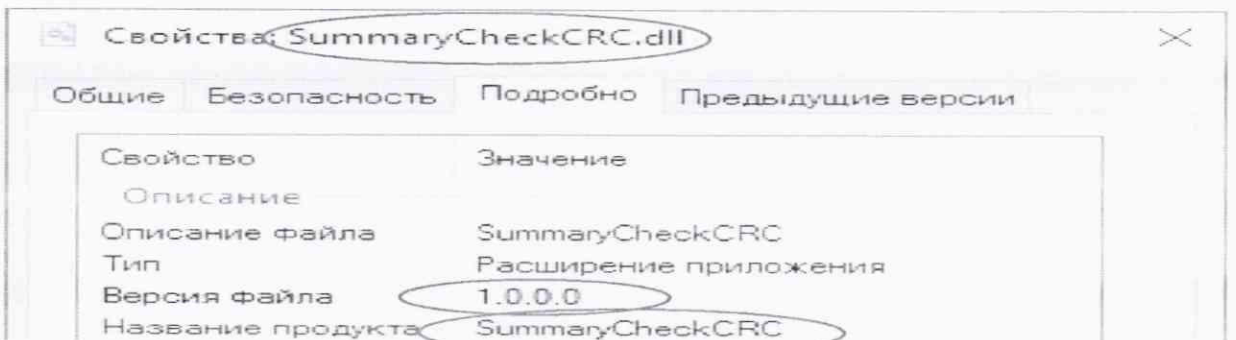 Свойства: SummaryCheckCRC.dll
Общие Безопасность Подробно Предыдущие версии
Свойство Значение
Описание
Описание файла SummaryCheckCRC
Тип Расширение приложения
Версия файла 1.0.0.0
Название продукта SummaryCheckCRC